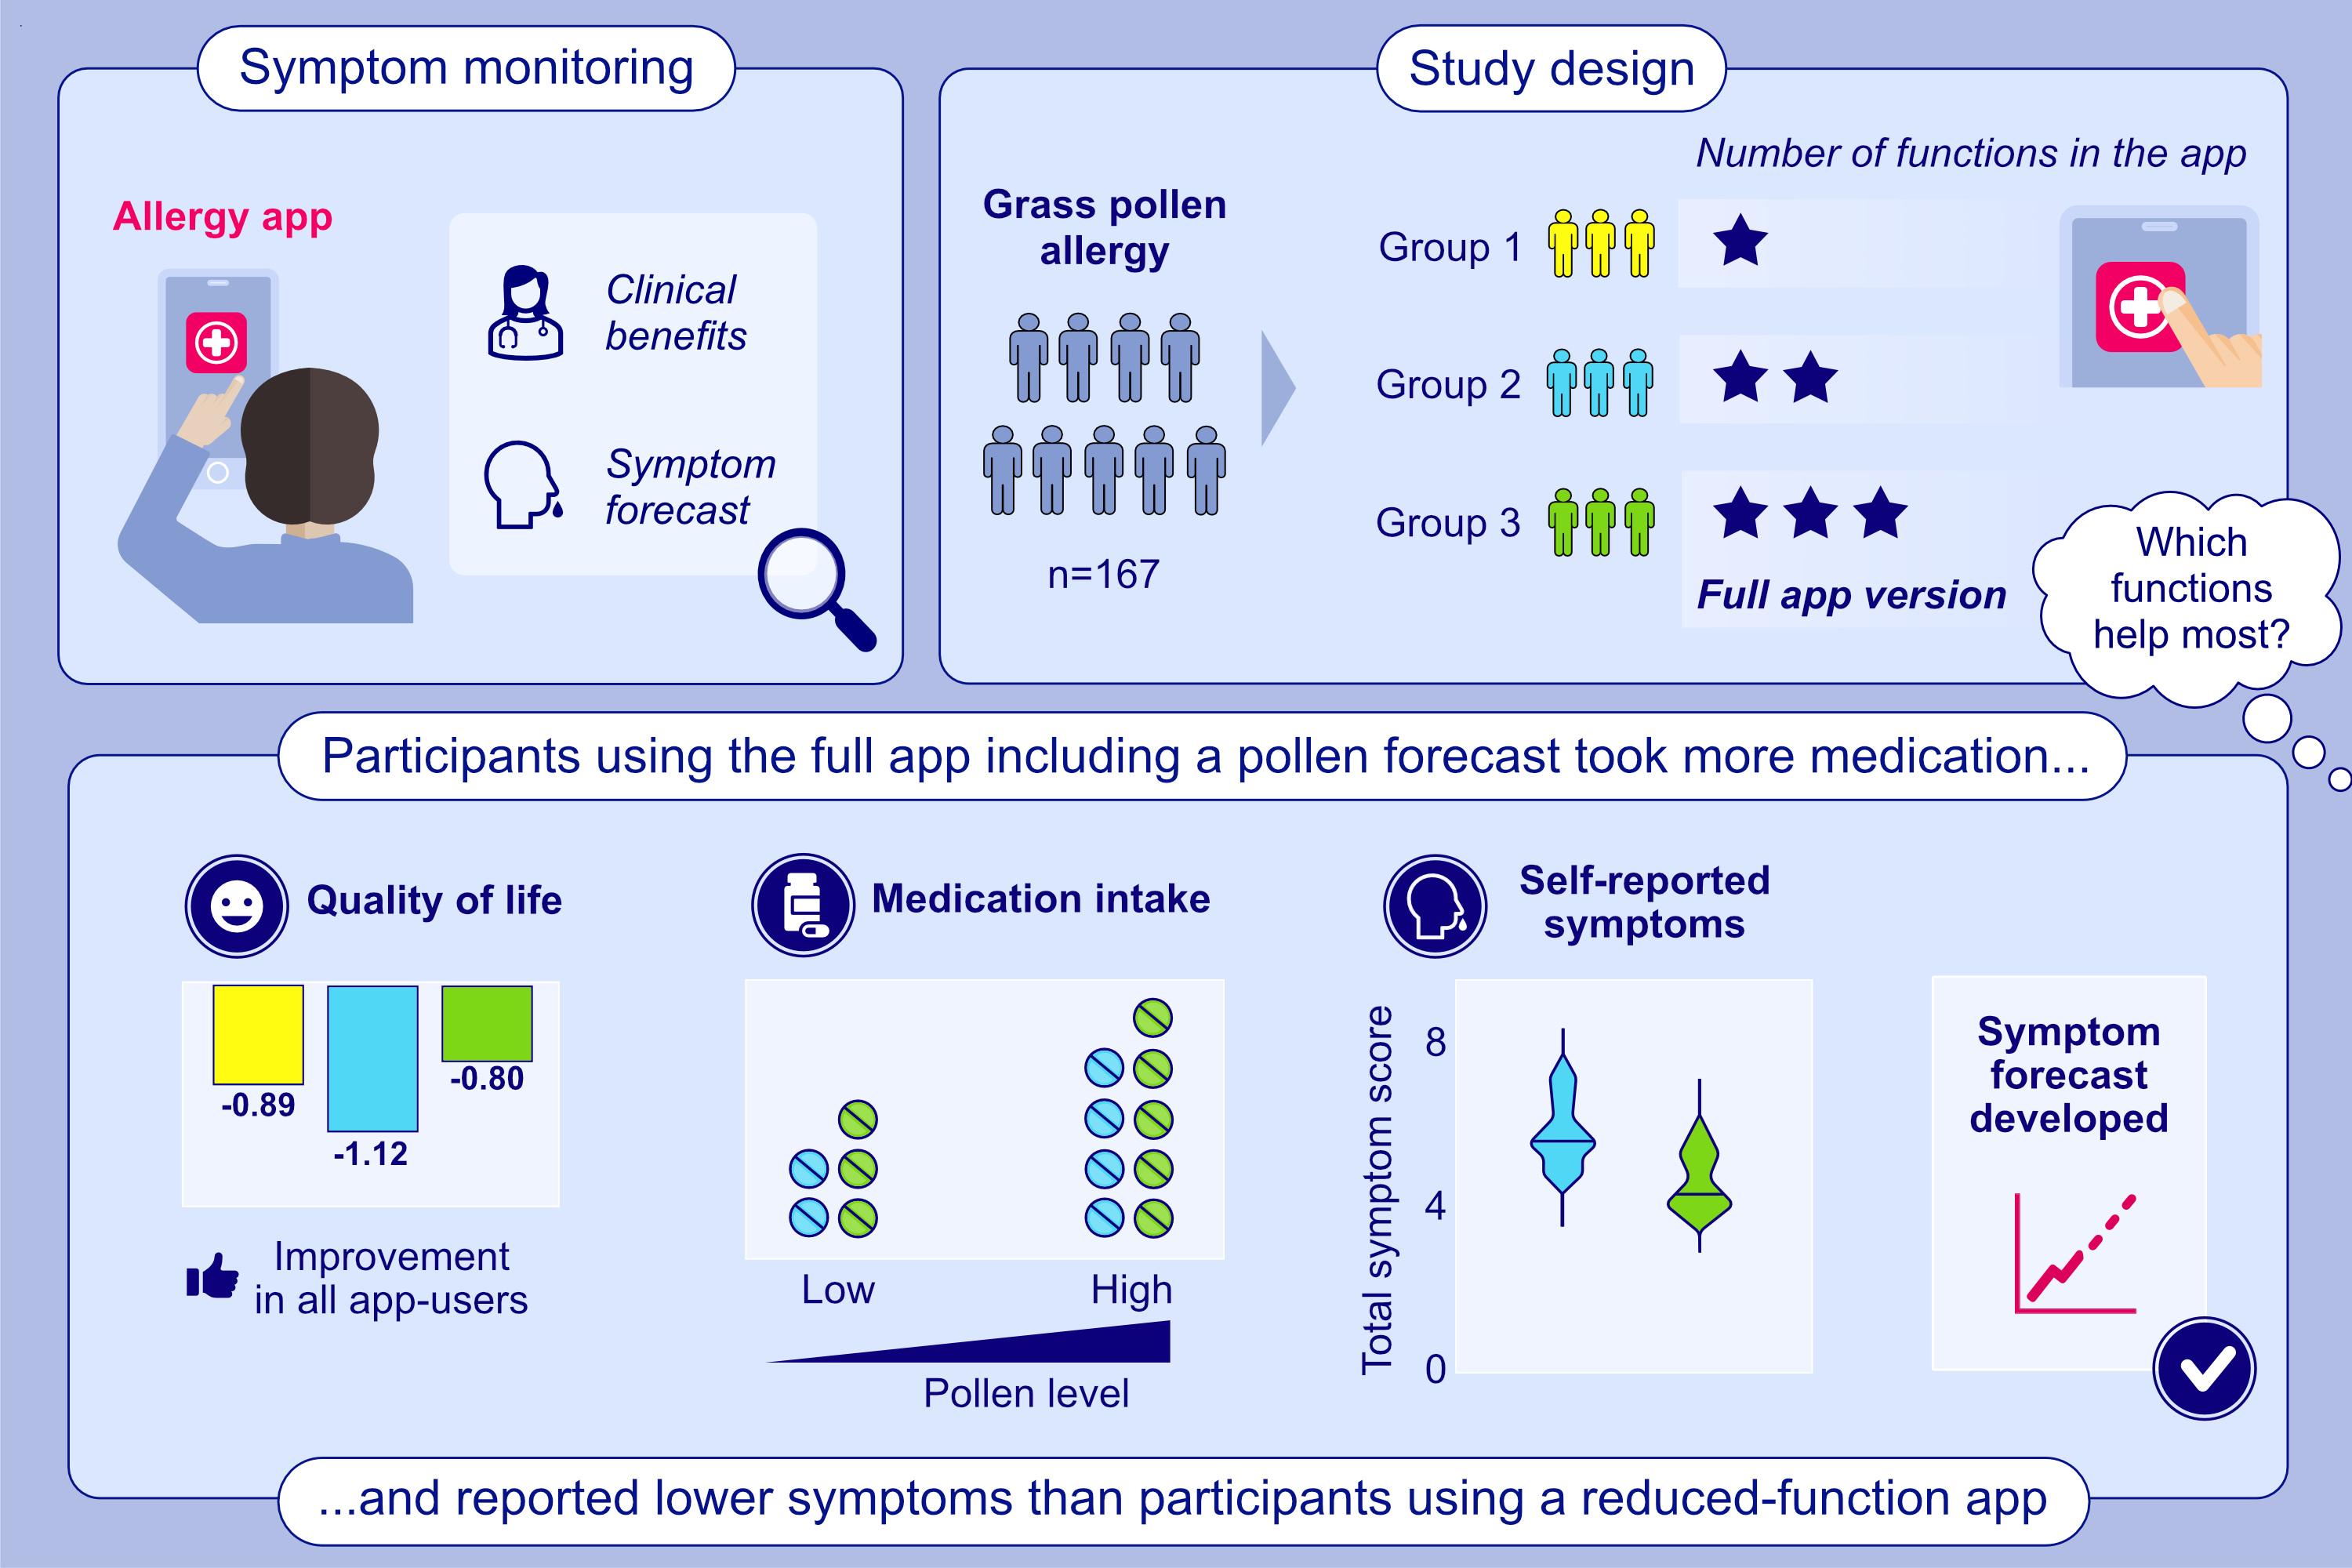 Symptom monitoring
Allergy app
Clinical
benefits
Symptom
forecast
Study design
Number of functions in the app
Grass pollen
allergy
n=167
Group 1
Group 2
Group 3
Full app version
Which
functions
help most?
Participants using the full app including a pollen forecast took more medication...
Quality of life
-0.89
-1.12
-0.80
Improvement
in all app-users
Medication intake
Low
High
Pollen level
Self-reported
symptoms
Total symptom score
8
4
0
Symptom
forecast
developed
...and reported lower symptoms than participants using a reduced-function app